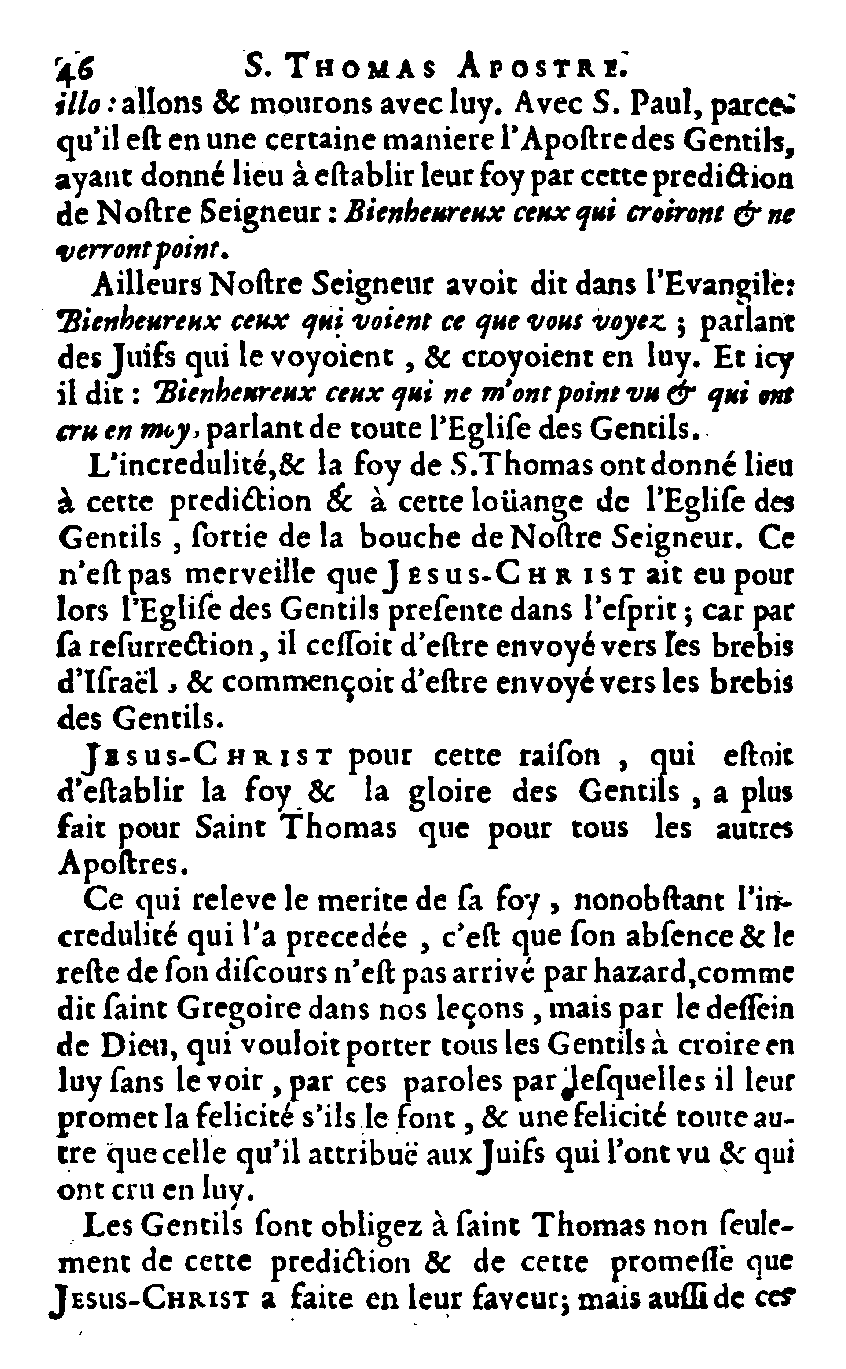 46 S. THOMAS APOSTRE.
illo : allons & mourons avec luy. Avec S. Paul, parce
qu'il eſt en une certaine maniere l'Apoſtre des Gentils,
ayant donné lieu à eſtablir leur foy par cette prediction
de Noſtre Seigneur : Bienheureux ceux qui croiront & ne
verront point.
Ailleurs Noſtre Seigneur avoit dit dans l'Evangile:
Bienheureux ceux qui voient ce que vous voyez ; parlant
des Juifs qui le voyoient , & croyoient en luy. Et icy
il dit : Bienheureux ceux qui ne m'ont point vu & qui ont
cru en moy, parlant de toute l'Egliſe des Gentils.
L'incredulité,& la foy de S.Thomas ont donné lieu
à cette prediction & à cette loüange de l'Egliſe des
Gentils , ſortie de la bouche de Noſtre Seigneur. Ce
n'eſt pas merveille que JESUS-CHRIST ait eu pour
lors l'Egliſe des Gentils preſente dans l'eſprit ; car par
ſa reſurrection , il ceſſoit d'eſtre envoyé vers les brebis
d'Iſraël , & commençoit d'eſtre envoyé vers les brebis
des Gentils.
JESUS-CHRIST pour cette raiſon , qui eſtoit
d'eſtablir la foy & la gloire des Gentils , a plus
fait pour Saint Thomas que pour tous les autres
Apoſtres.
Ce qui releve le merite de ſa foy , nonobſtant l'in-
credulité qui l'a precedée , c'eſt que ſon abſence & le
reſte de ſon diſcours n'eſt pas arrivé par hazard,comme
dit ſaint Gregoire dans nos leçons , mais par le deſſein
de Dieu, qui vouloit porter tous les Gentils à croire en
luy ſans le voir , par ces paroles par leſquelles il leur
promet la felicité s'ils le font , & une felicité toute au-
tre que celle qu'il attribuë aux Juifs qui l'ont vu & qui
ont cru en luy.
Les Gentils ſont obligez à ſaint Thomas non ſeule-
ment de cette prediction & de cette promeſſe que
JESUS-CHRIST a faite en leur faveur; mais auſſi de ces